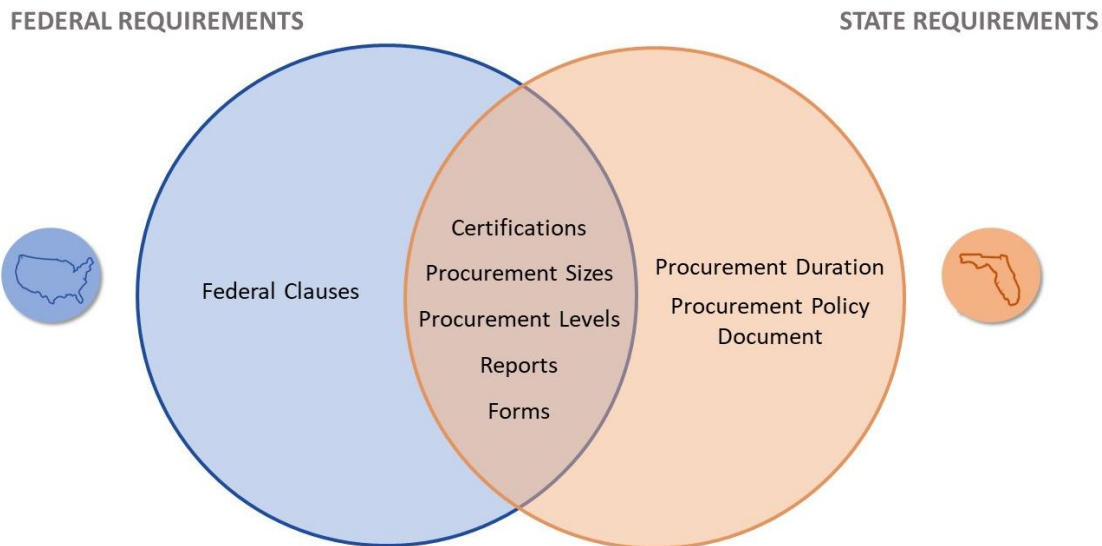 FEDERAL REQUIREMENTS
STATE REQUIREMENTS
Federal Clauses
Certifications
Procurement Sizes
Procurement Levels
Reports
Forms
Procurement Duration
Procurement Policy
Document